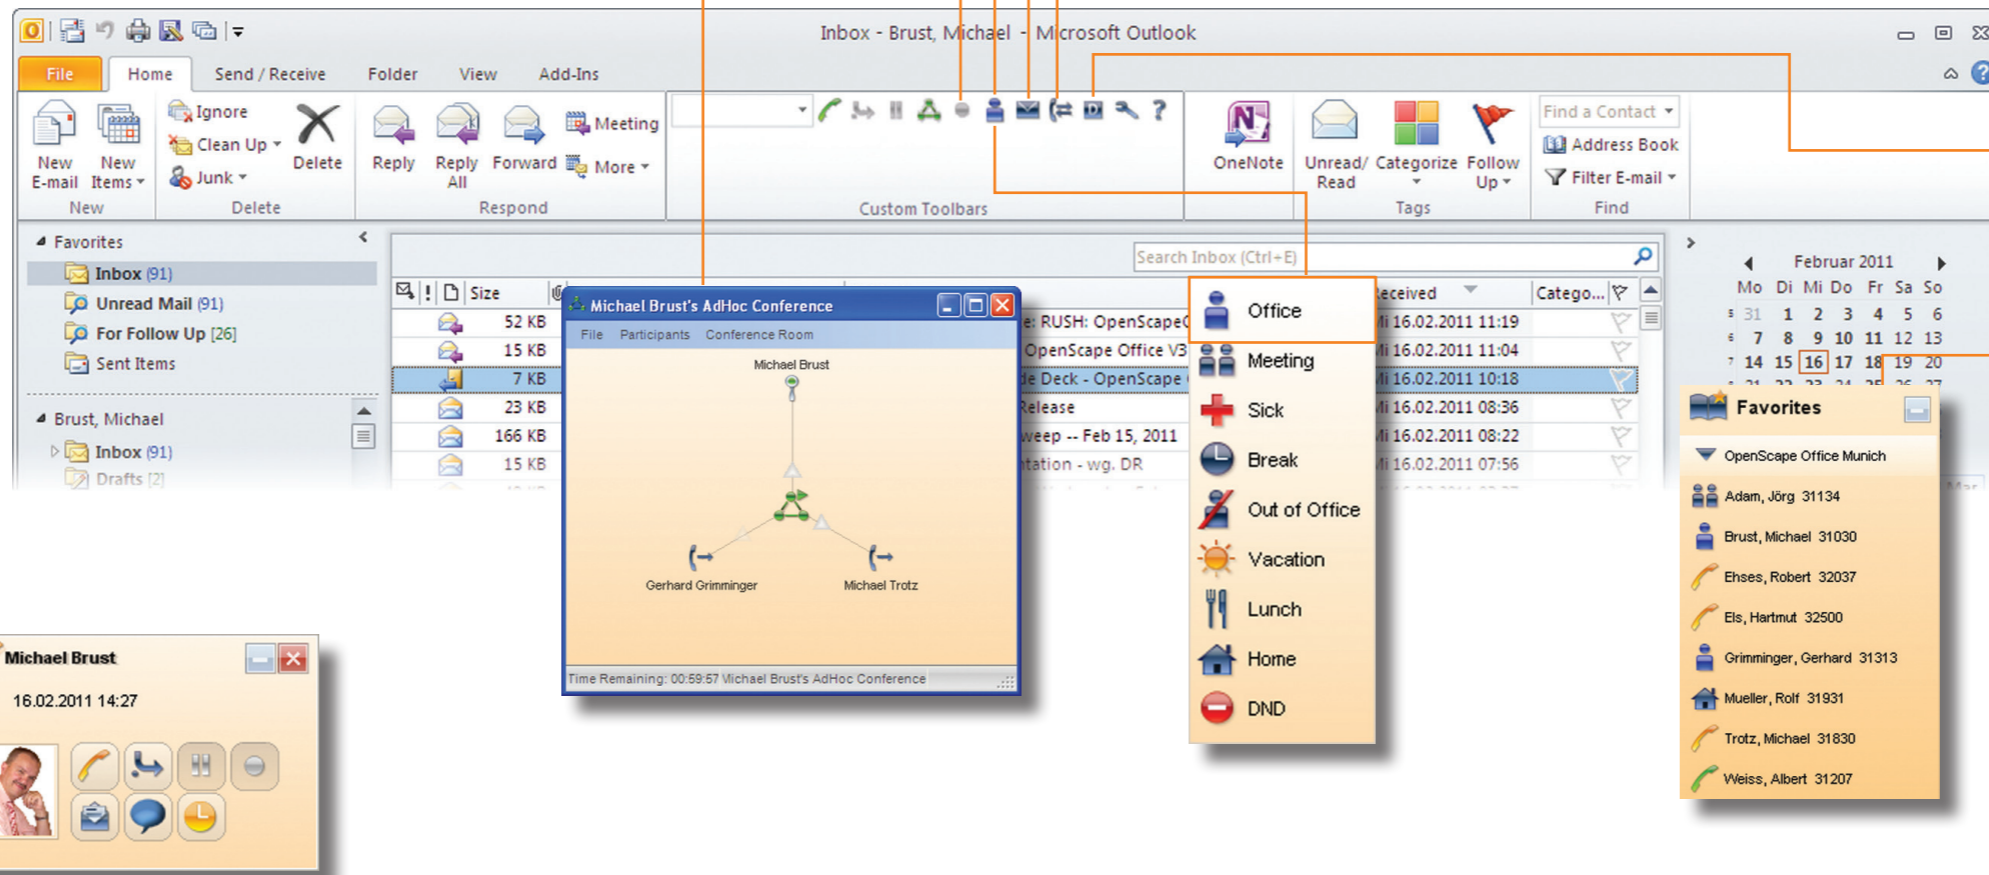 Inbox - Brust, Michael - Microsoft Outlook
File Home Send / Receive Folder View Add-Ins
New E-mail
New Items
New
Ignore
Clean Up
Junk
Delete
Delete
Reply
Reply All
Forward
Meeting
More
Respond
Custom Toolbars
OneNote
Unread/ Read
Categorize
Follow Up
Tags
Find a Contact
Address Book
Filter E-mail
Find
Favorites
Inbox (91)
Unread Mail (91)
For Follow Up [26]
Sent Items
Brust, Michael
Inbox (91)
Drafts [2]
Search Inbox (Ctrl+E)
Size
Received
Catego...
52 KB
e: RUSH: OpenScape
Mi 16.02.2011 11:19
15 KB
OpenScape Office V3
Mi 16.02.2011 11:04
7 KB
de Deck - OpenScape
Mi 16.02.2011 10:18
23 KB
Release
Mi 16.02.2011 08:36
166 KB
weep -- Feb 15, 2011
Mi 16.02.2011 08:22
15 KB
ntation - wg. DR
Mi 16.02.2011 07:56
Michael Brust's AdHoc Conference
File Participants Conference Room
Michael Brust
Gerhard Grimminger
Michael Trotz
Time Remaining: 00:59:57 Michael Brust's AdHoc Conference
Office
Meeting
Sick
Break
Out of Office
Vacation
Lunch
Home
DND
Februar 2011
Mo Di Mi Do Fr Sa So
5 31 1 2 3 4 5 6
6 7 8 9 10 11 12 13
7 14 15 16 17 18 19 20
Favorites
OpenScape Office Munich
Adam, Jörg 31134
Brust, Michael 31030
Ehses, Robert 32037
Els, Hartmut 32500
Grimminger, Gerhard 31313
Mueller, Rolf 31931
Trotz, Michael 31830
Weiss, Albert 31207
Michael Brust
16.02.2011 14:27